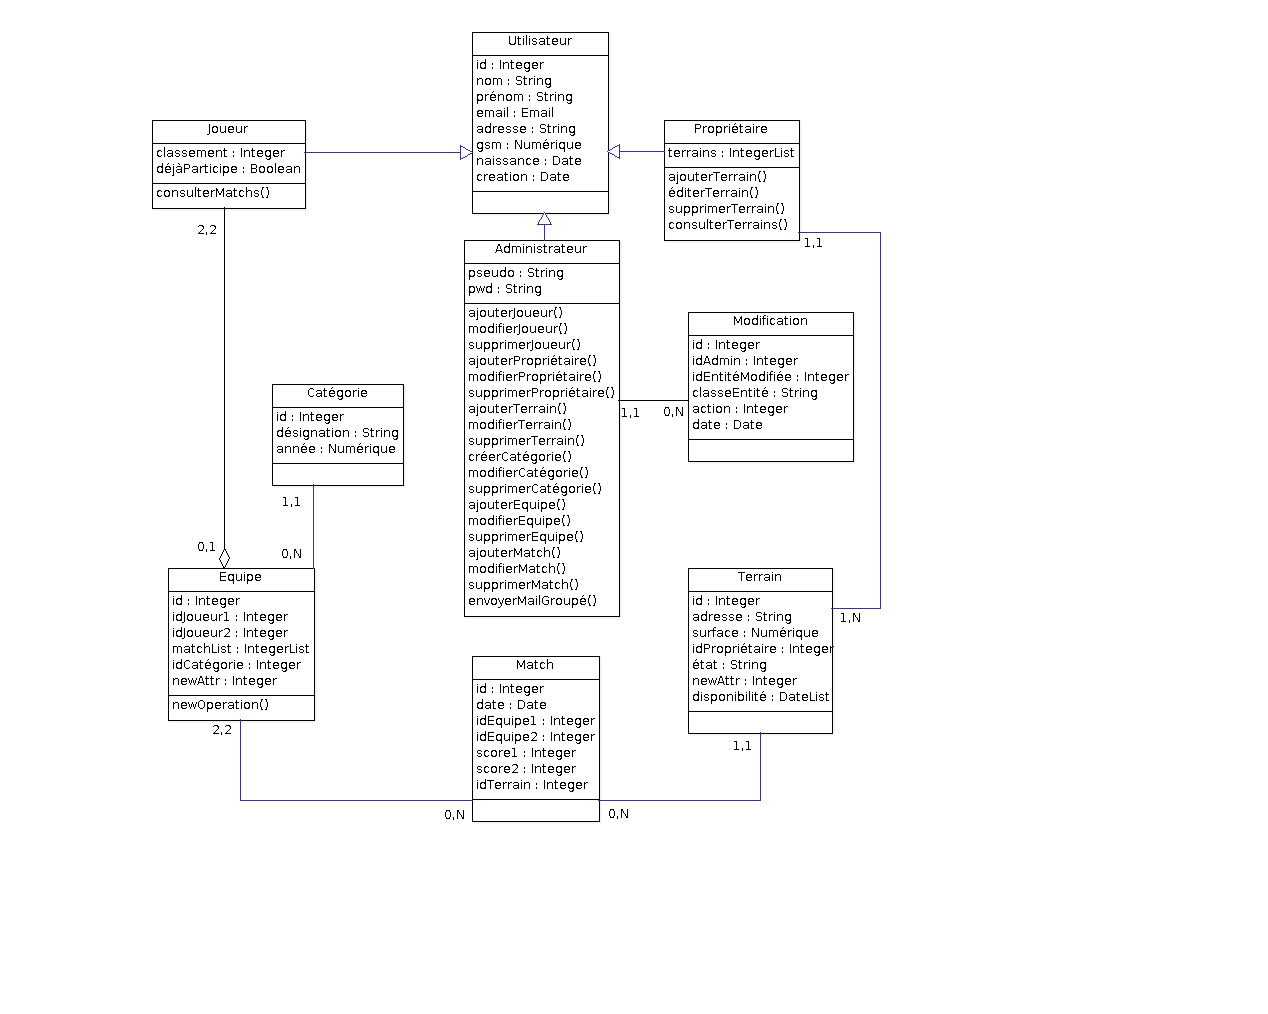 Utilisateur
id : Integer
nom : String
prénom : String
email : Email
adresse : String
gsm : Numérique
naissance : Date
creation : Date
Joueur
classement : Integer
déjàParticipe : Boolean
consulterMatchs()
2,2
Propriétaire
terrains : IntegerList
ajouterTerrain()
éditerTerrain()
supprimerTerrain()
consulterTerrains()
1,1
Administrateur
pseudo : String
pwd : String
ajouterJoueur()
modifierJoueur()
supprimerJoueur()
ajouterPropriétaire()
modifierPropriétaire()
supprimerPropriétaire()
ajouterTerrain()
modifierTerrain()
supprimerTerrain()
créerCatégorie()
modifierCatégorie()
supprimerCatégorie()
ajouterEquipe()
modifierEquipe()
supprimerEquipe()
ajouterMatch()
modifierMatch()
supprimerMatch()
envoyerMailGroupé()
1,1
0,N
Modification
id : Integer
idAdmin : Integer
idEntitéModifiée : Integer
classeEntité : String
action : Integer
date : Date
Catégorie
id : Integer
désignation : String
année : Numérique
1,1
0,N
0,1
Equipe
id : Integer
idJoueur1 : Integer
idJoueur2 : Integer
matchList : IntegerList
idCatégorie : Integer
newAttr : Integer
newOperation()
2,2
Terrain
id : Integer
adresse : String
surface : Numérique
idPropriétaire : Integer
état : String
newAttr : Integer
disponibilité : DateList
1,N
1,1
Match
id : Integer
date : Date
idEquipe1 : Integer
idEquipe2 : Integer
score1 : Integer
score2 : Integer
idTerrain : Integer
0,N
0,N